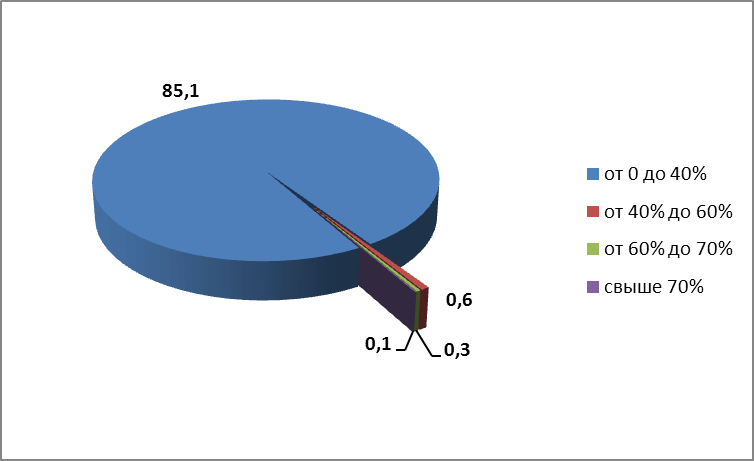 85,1
от 0 до 40%
от 40% до 60%
от 60% до 70%
свыше 70%
0,6
0,1
0,3